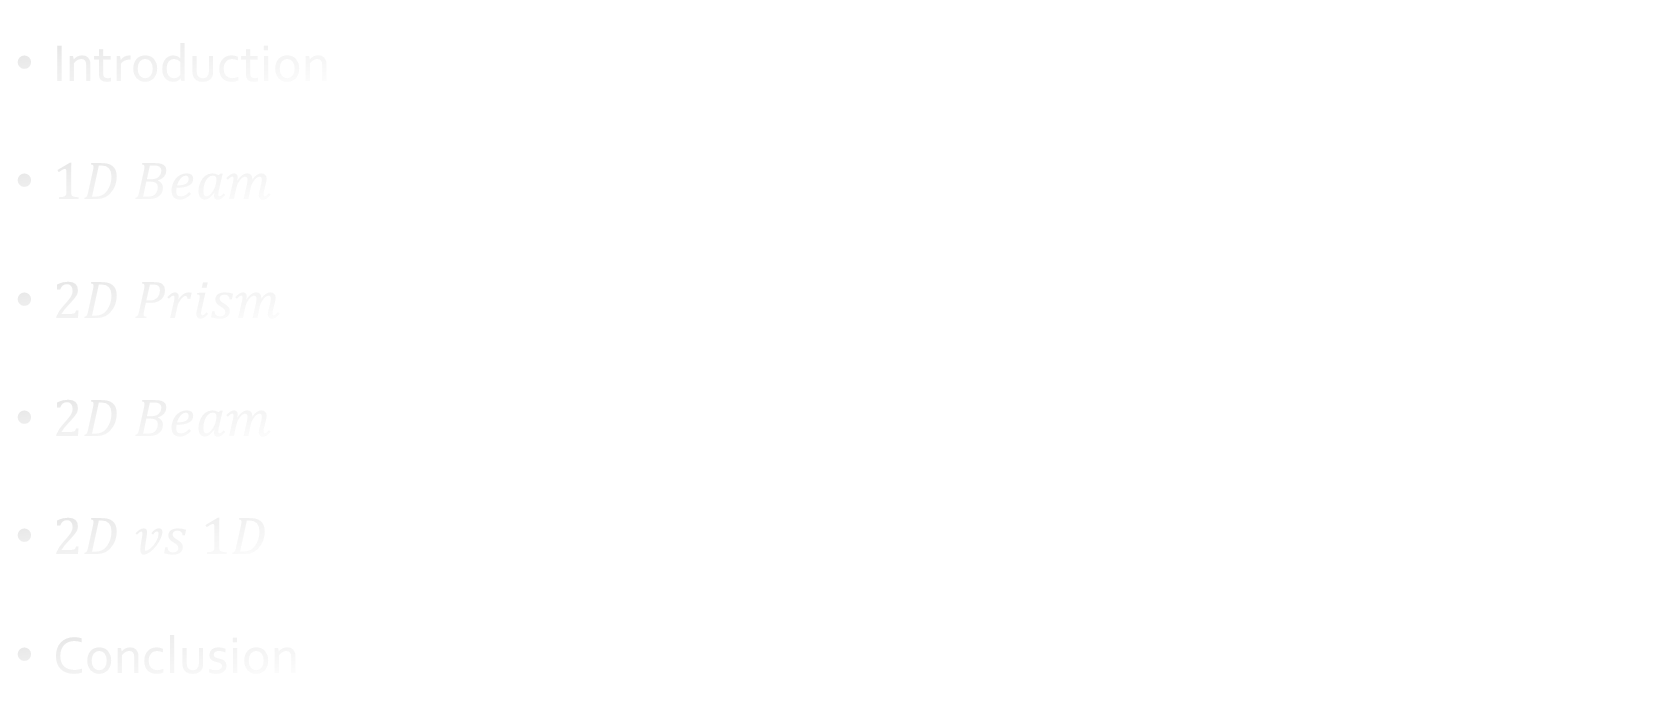 • Introduction
• 1D Beam
• 2D Prism
• 2D Beam
• 2D vs 1D
• Conclusion